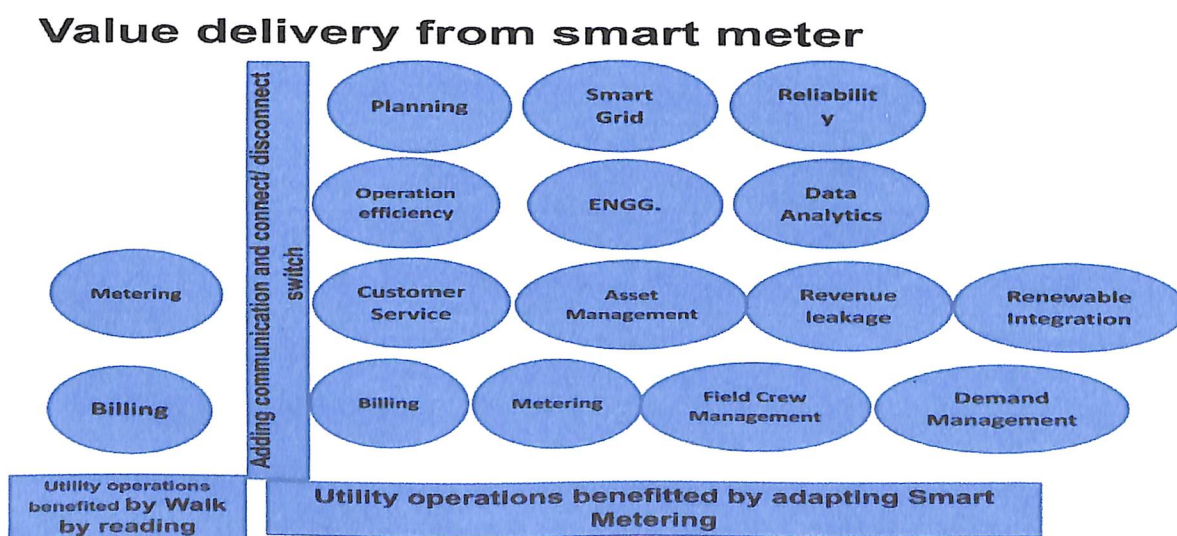 Value delivery from smart meter
Adding communication and connect/ disconnect
switch
Planning
Smart
Grid
Reliabilit
y
Operation
efficiency
ENGG.
Data
Analytics
Metering
Customer
Service
Asset
Management
Revenue
leakage
Renewable
Integration
Billing
Billing
Metering
Field Crew
Management
Demand
Management
Utility operations
benefited by Walk
by reading
Utility operations benefitted by adapting Smart
Metering